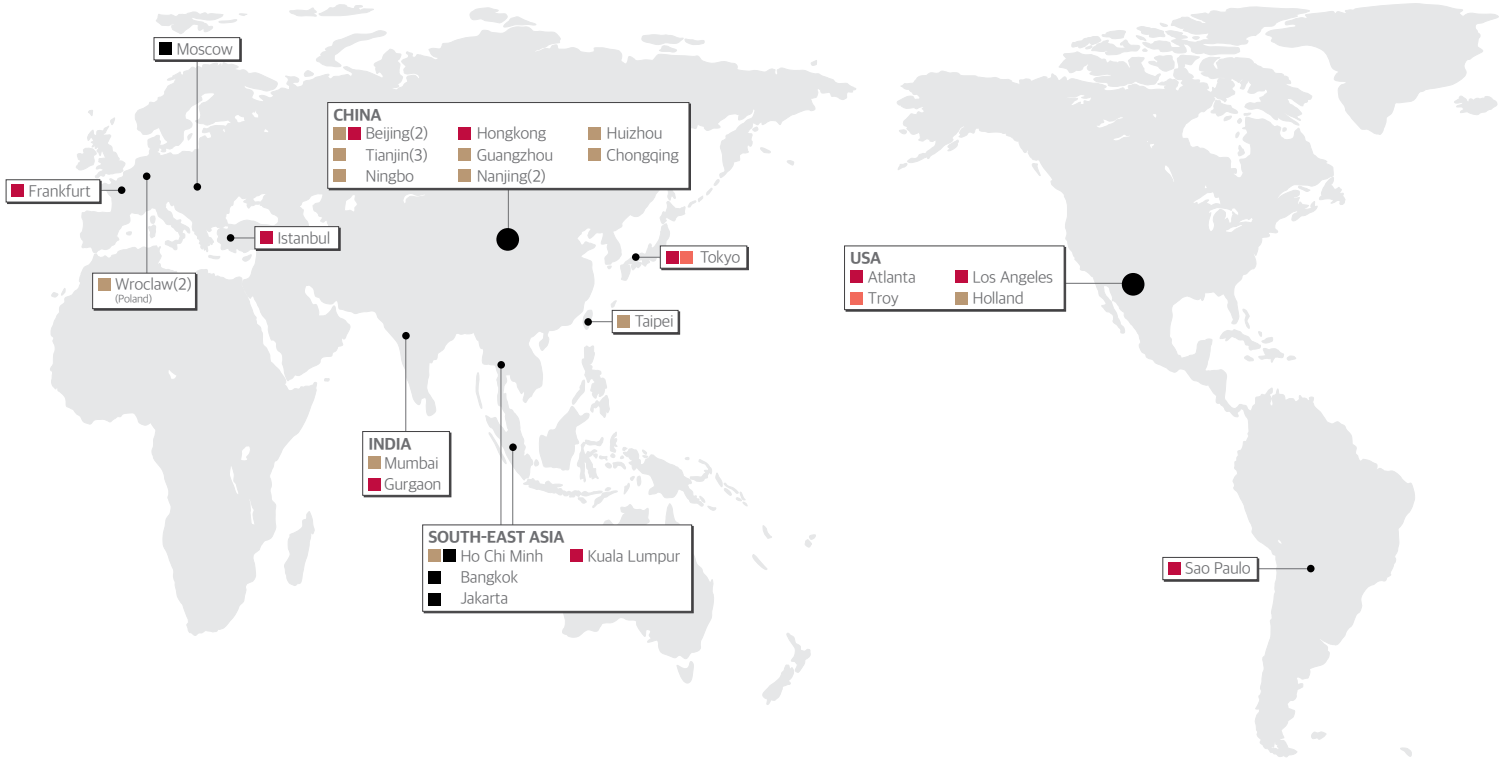 Moscow
CHINA
Beijing(2) Hongkong Huizhou
Tianjin(3) Guangzhou Chongqing
Ningbo Nanjing(2)
Frankfurt
Istanbul
Tokyo
USA
Atlanta Los Angeles
Troy Holland
Wroclaw(2)
(Poland)
Taipei
INDIA
Mumbai
Gurgaon
SOUTH-EAST ASIA
Ho Chi Minh Kuala Lumpur
Bangkok
Jakarta
Sao Paulo